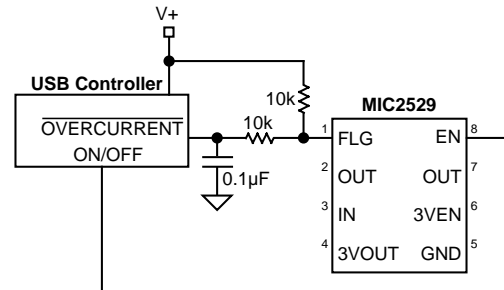 V+
USB Controller
10k
MIC2529
OVERCURRENT
10k
1
FLG
EN
8
ON/OFF
0.1µF
2
OUT
OUT
7
3
IN
3VEN
6
4
3VOUT
GND
5